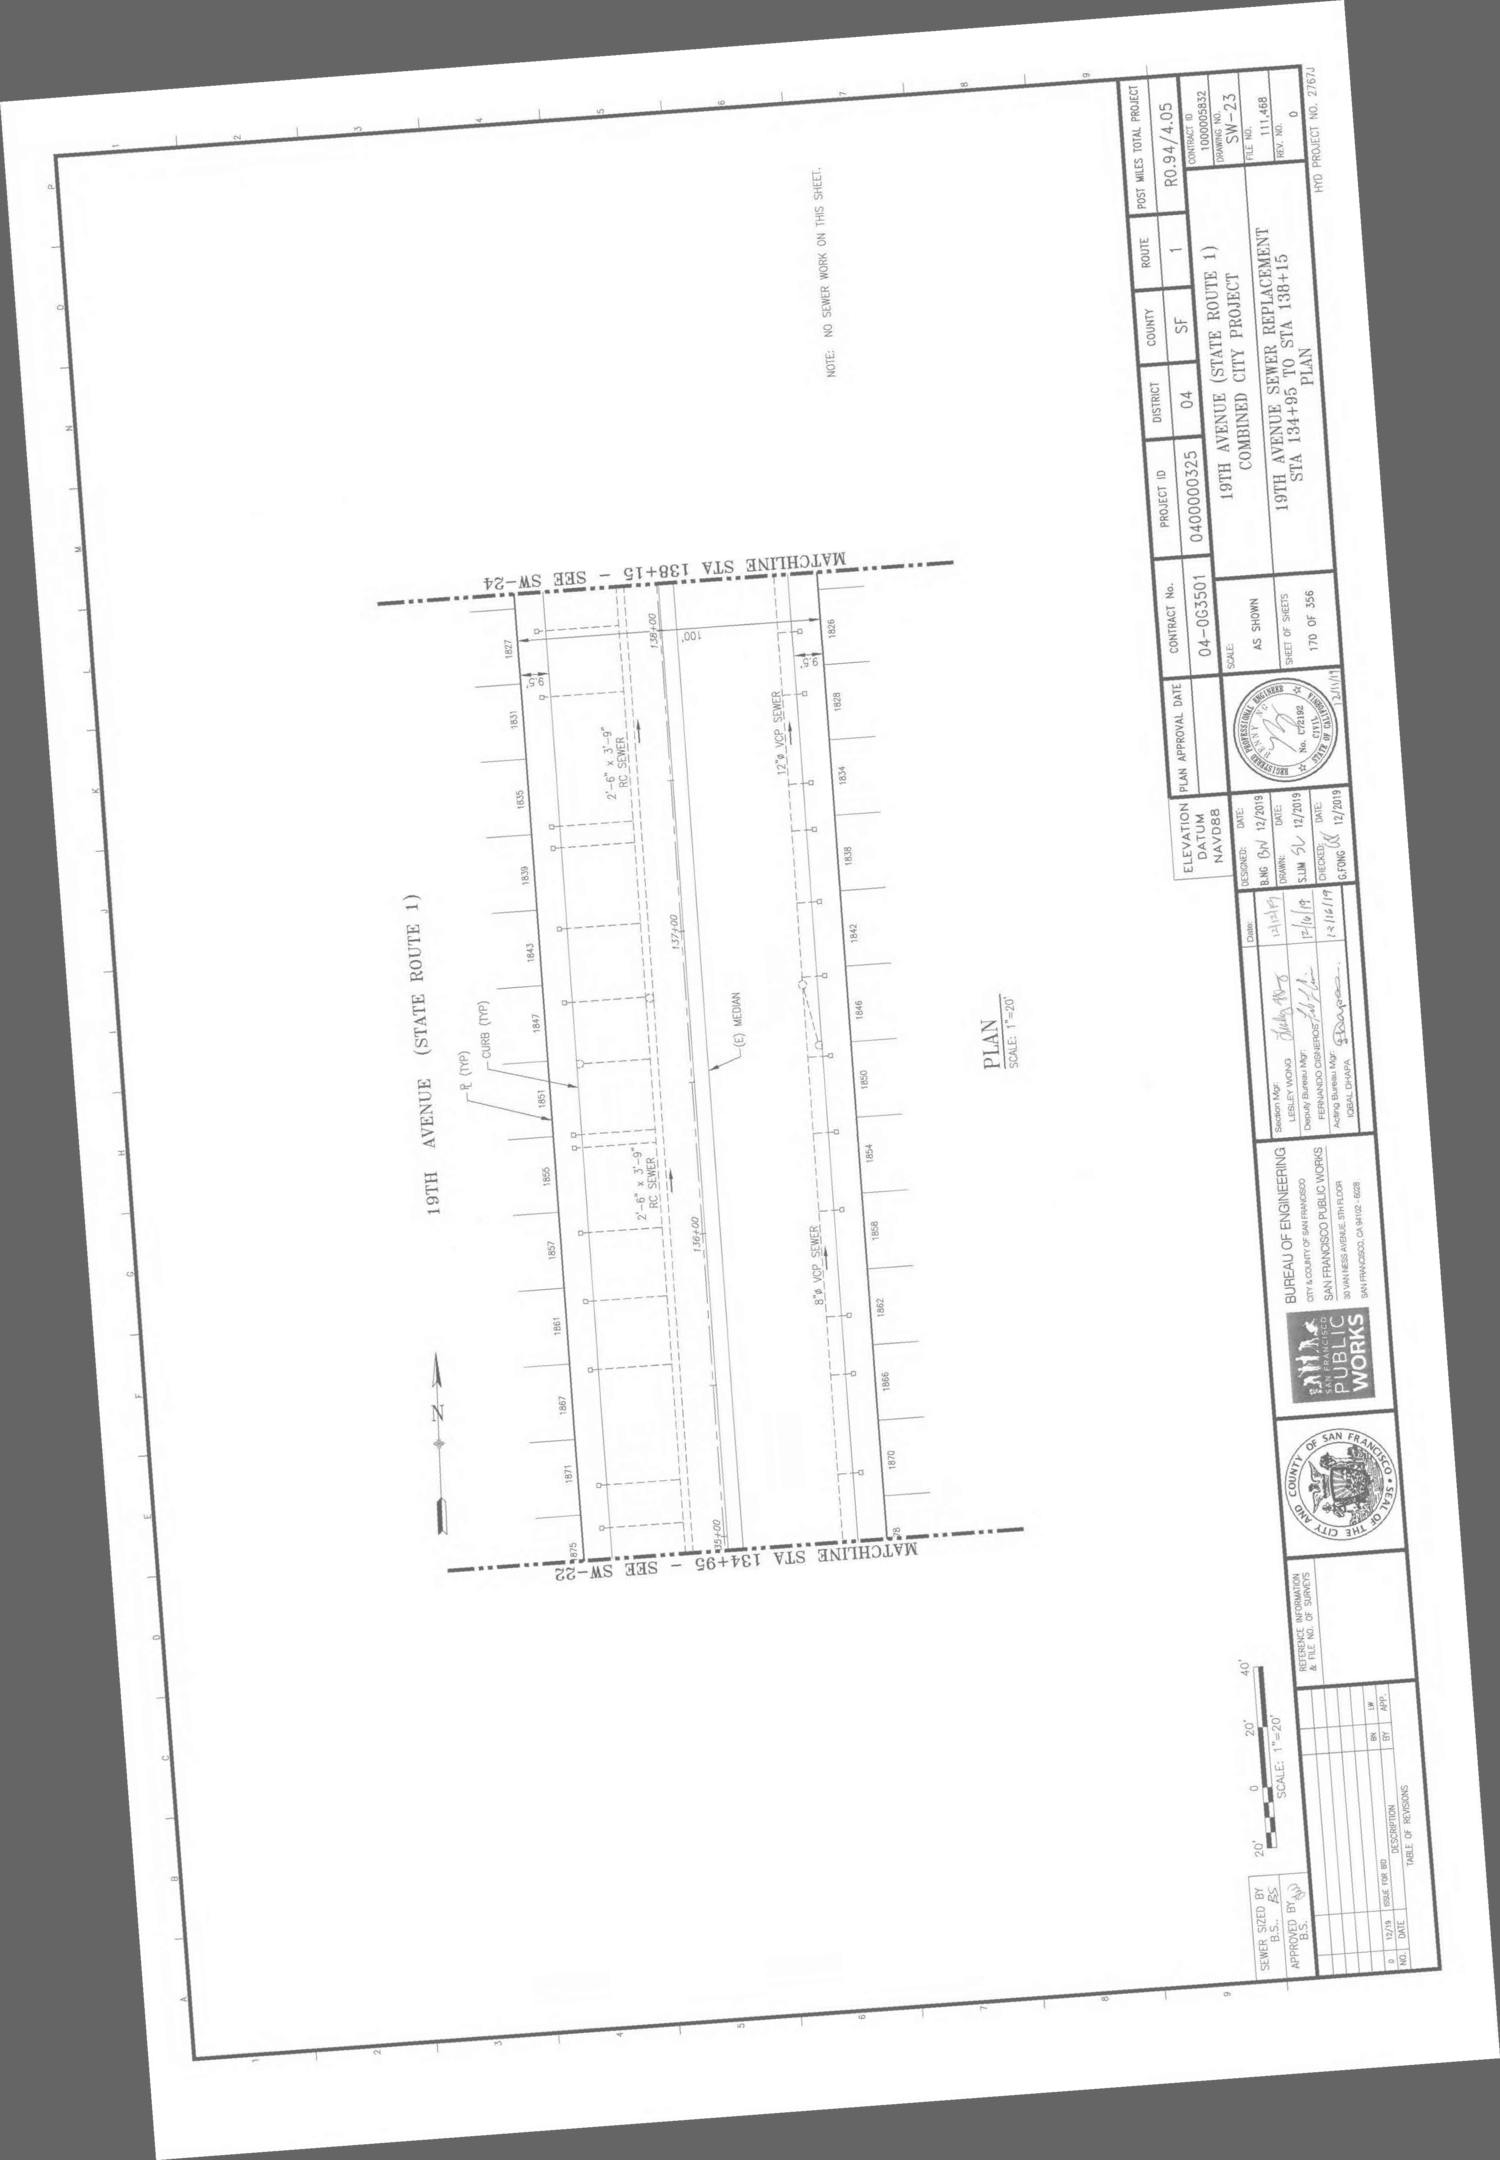 19TH AVENUE (STATE ROUTE 1)
N
P̲L (TYP)
CURB (TYP)
MATCHLINE STA 134+95 - SEE SW-22
MATCHLINE STA 138+15 - SEE SW-24
1871
1867
1861
1857
1855
1851
1847
1843
1839
1835
1831
1827
9.5'
2'-6" x 3'-9"
RC SEWER
2'-6" x 3'-9"
RC SEWER
136+00
137+00
138+00
100'
(E) MEDIAN
8"ø VCP SEWER
12"ø VCP SEWER
9.5'
1870
1866
1862
1858
1854
1850
1846
1842
1838
1834
1828
1826
PLAN
SCALE: 1"=20'
NOTE: NO SEWER WORK ON THIS SHEET.
SEWER SIZED BY
B.S.. BS
APPROVED BY
B.S.
20' 0 20' 40'
SCALE: 1"=20'
ELEVATION
DATUM
NAVD88
PLAN APPROVAL DATE
CONTRACT No.
04-0G3501
PROJECT ID
0400000325
DISTRICT
04
COUNTY
SF
ROUTE
1
POST MILES TOTAL PROJECT
R0.94/4.05
0 12/19 ISSUE FOR BID BN LW
NO. DATE DESCRIPTION BY APP.
TABLE OF REVISIONS
REFERENCE INFORMATION
& FILE NO. OF SURVEYS
SEAL OF THE CITY AND COUNTY OF SAN FRANCISCO
SAN FRANCISCO
PUBLIC
WORKS
BUREAU OF ENGINEERING
CITY & COUNTY OF SAN FRANCISCO
SAN FRANCISCO PUBLIC WORKS
30 VAN NESS AVENUE, 5TH FLOOR
SAN FRANCISCO, CA 94102 - 6028
Section Mgr:
LESLEY WONG
Date:
12/12/19
Deputy Bureau Mgr:
FERNANDO CISNEROS
12/16/19
Acting Bureau Mgr:
IQBAL DHAPA
12/16/19
DESIGNED: DATE:
B.NG BN 12/2019
DRAWN: DATE:
S.LIM SL 12/2019
CHECKED: DATE:
G.FONG 12/2019
REGISTERED PROFESSIONAL ENGINEER
BENNY NG
No. C72192
CIVIL
STATE OF CALIFORNIA
12/11/19
SCALE:
AS SHOWN
SHEET OF SHEETS
170 OF 356
19TH AVENUE (STATE ROUTE 1)
COMBINED CITY PROJECT
19TH AVENUE SEWER REPLACEMENT
STA 134+95 TO STA 138+15
PLAN
CONTRACT ID
1000005832
DRAWING NO.
SW-23
FILE NO.
111,468
REV. NO.
0
HYD PROJECT NO. 2767J